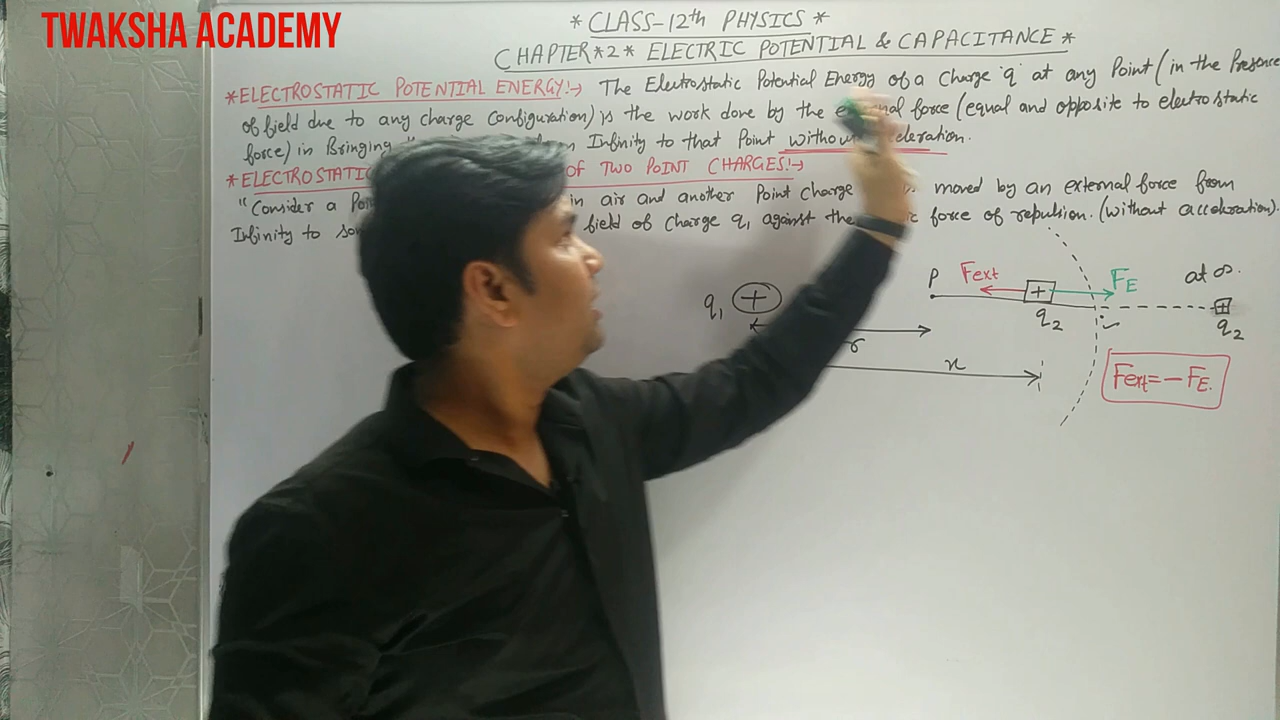 TWAKSHA ACADEMY
* CLASS-12th PHYSICS *
CHAPTER*2* ELECTRIC POTENTIAL & CAPACITANCE *
*ELECTROSTATIC POTENTIAL ENERGY:→ The Electrostatic Potential Energy of a charge 'q' at any Point (in the Presence
of field due to any charge configuration) is the work done by the force (equal and opposite to electrostatic
force) in Bringing Infinity to that Point without
*ELECTROSTATIC OF TWO POINT CHARGES:→
"Consider a in air and another Point charge moved by an external force from
Infinity to field of charge q1 against the force of repulsion. (without acceleration).
q1 + P Fext + FE at ∞.
q2 + q2
r
x Fext = - FE.